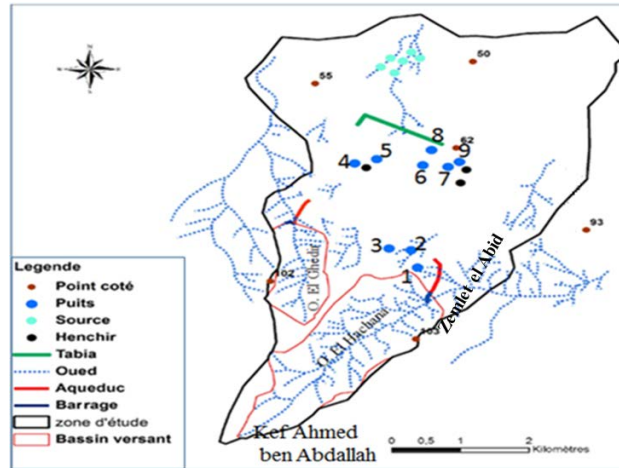 N
50
55
8
62
5
9
4
6
7
93
3
2
1
102
O. El Ghedir
Zemlet el Abid
O. El Hachana
103
Legende
Point coté
Puits
Source
Henchir
Tabia
Oued
Aqueduc
Barrage
zone d'étude
Bassin versant
Kef Ahmed
ben Abdallah
0 0,5 1 2
Kilomètres